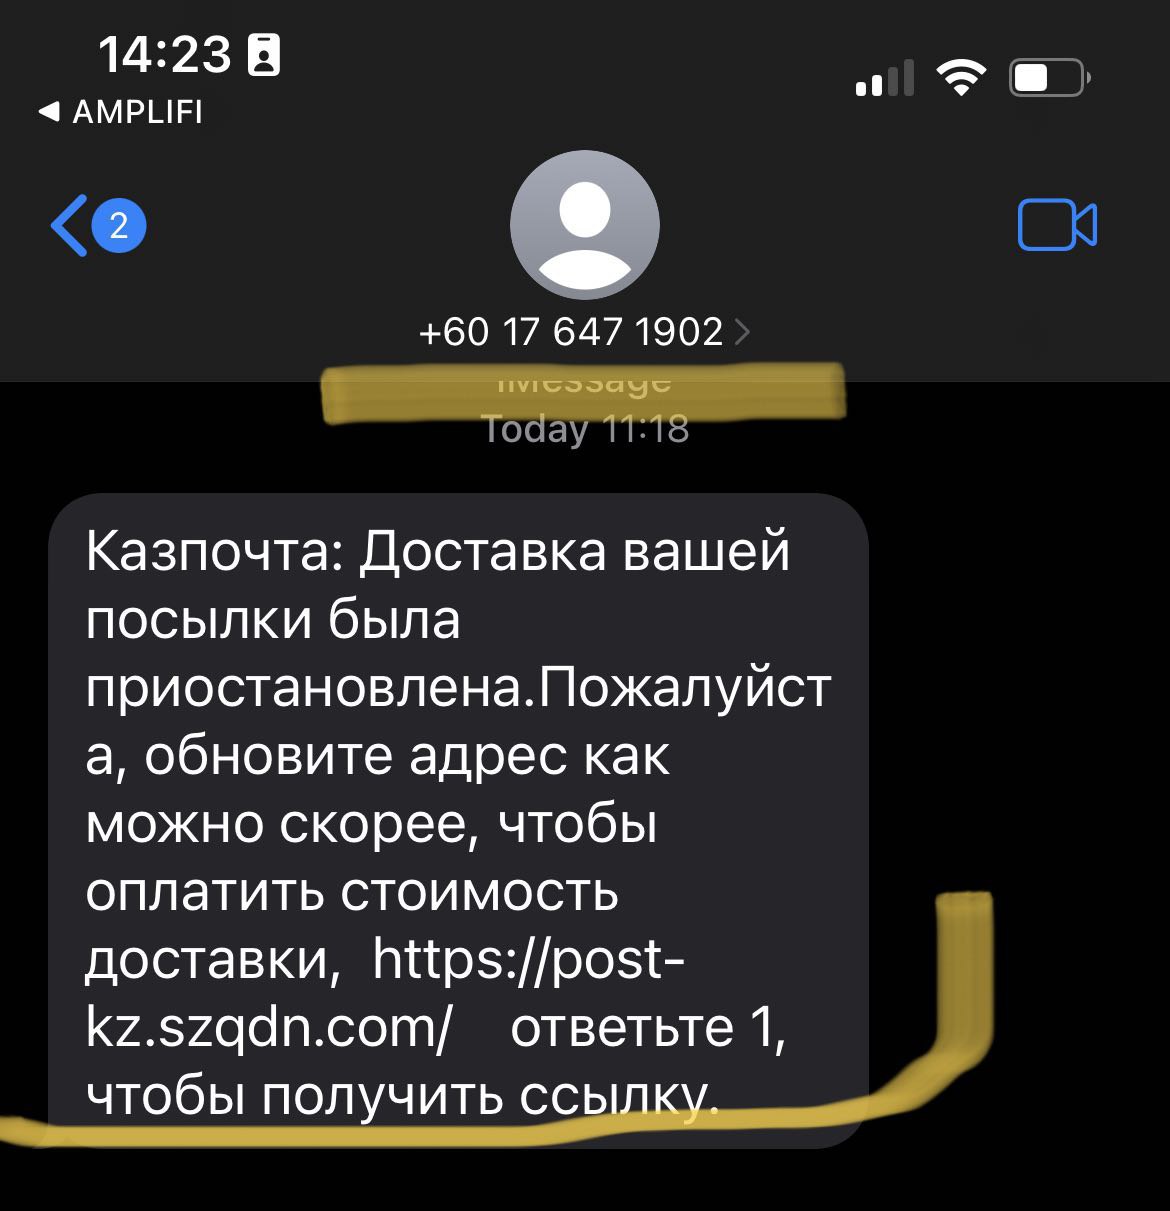 14:23
AMPLIFI
2
+60 17 647 1902
iMessage
Today 11:18
Казпочта: Доставка вашей
посылки была
приостановлена.Пожалуйст
а, обновите адрес как
можно скорее, чтобы
оплатить стоимость
доставки,  https://post-
kz.szqdn.com/    ответьте 1,
чтобы получить ссылку.